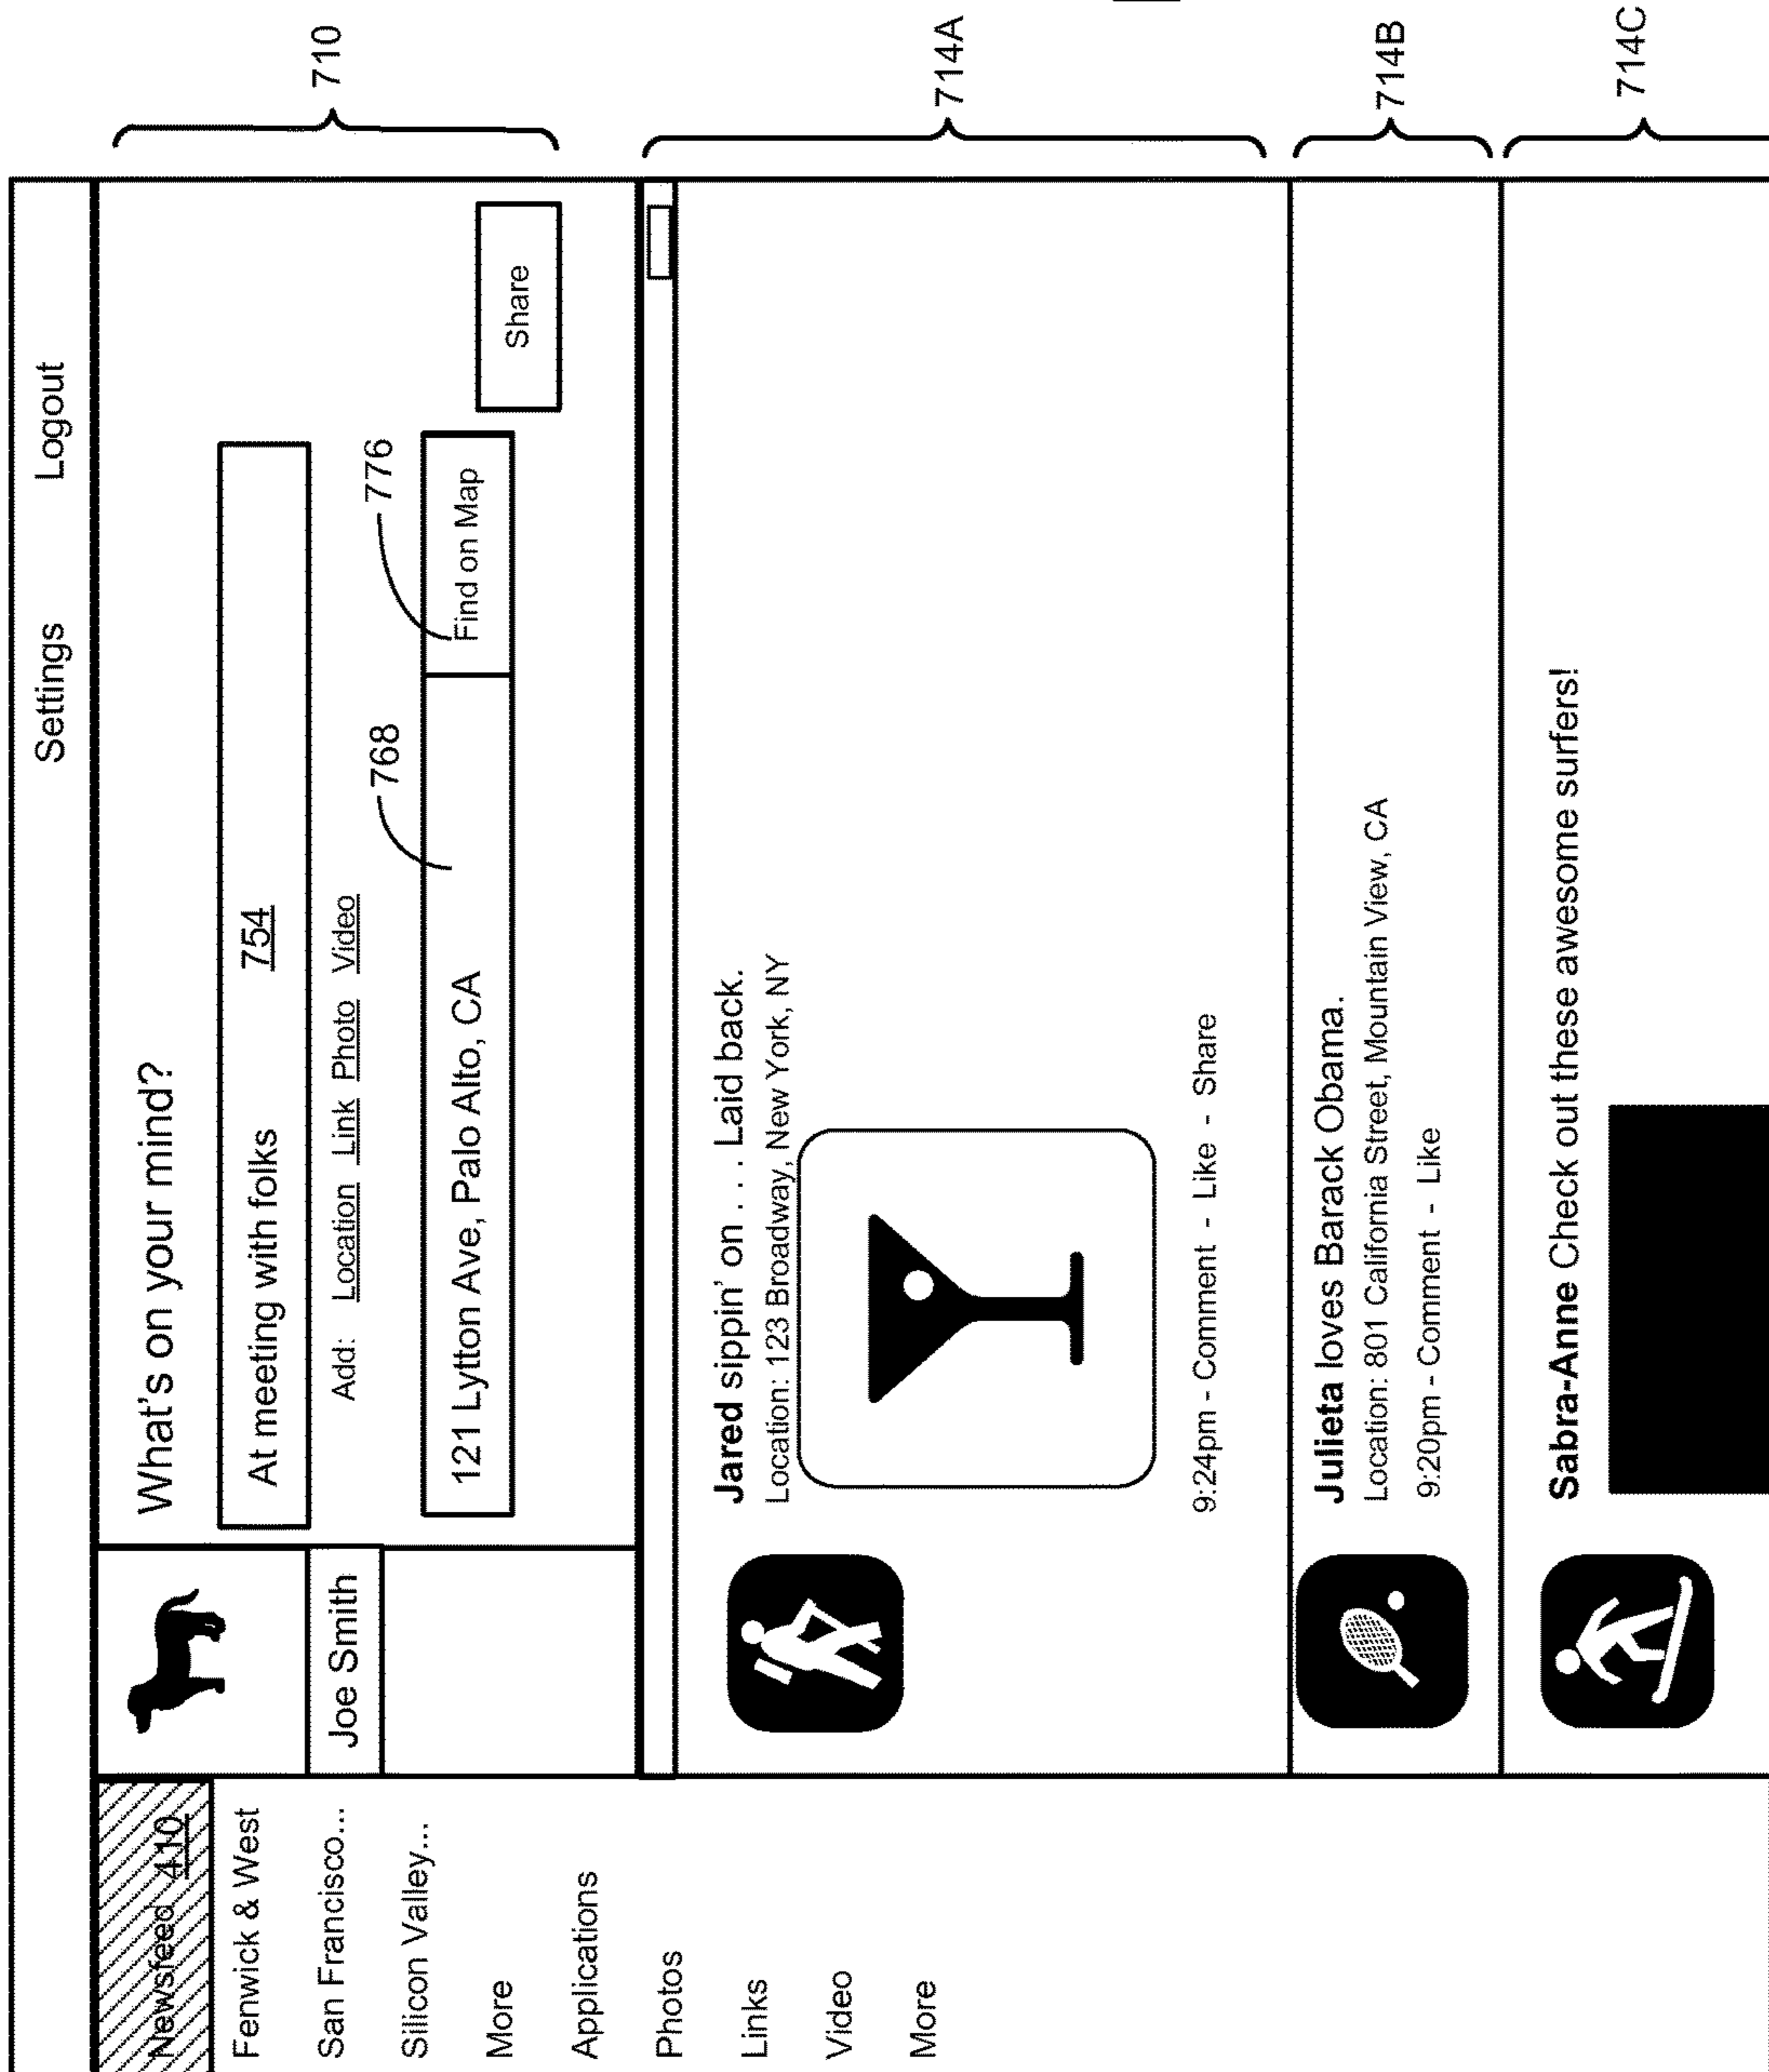 Settings Logout
Newsfeed 410
Fenwick & West
San Francisco...
Silicon Valley...
More
Applications
Photos
Links
Video
More
Joe Smith
What's on your mind?
At meeting with folks 754
Add: Location Link Photo Video
768
776
121 Lytton Ave, Palo Alto, CA
Find on Map
Share
710
Jared sippin' on . . . Laid back.
Location: 123 Broadway, New York, NY
9:24pm - Comment - Like - Share
714A
Julieta loves Barack Obama.
Location: 801 California Street, Mountain View, CA
9:20pm - Comment - Like
714B
Sabra-Anne Check out these awesome surfers!
714C